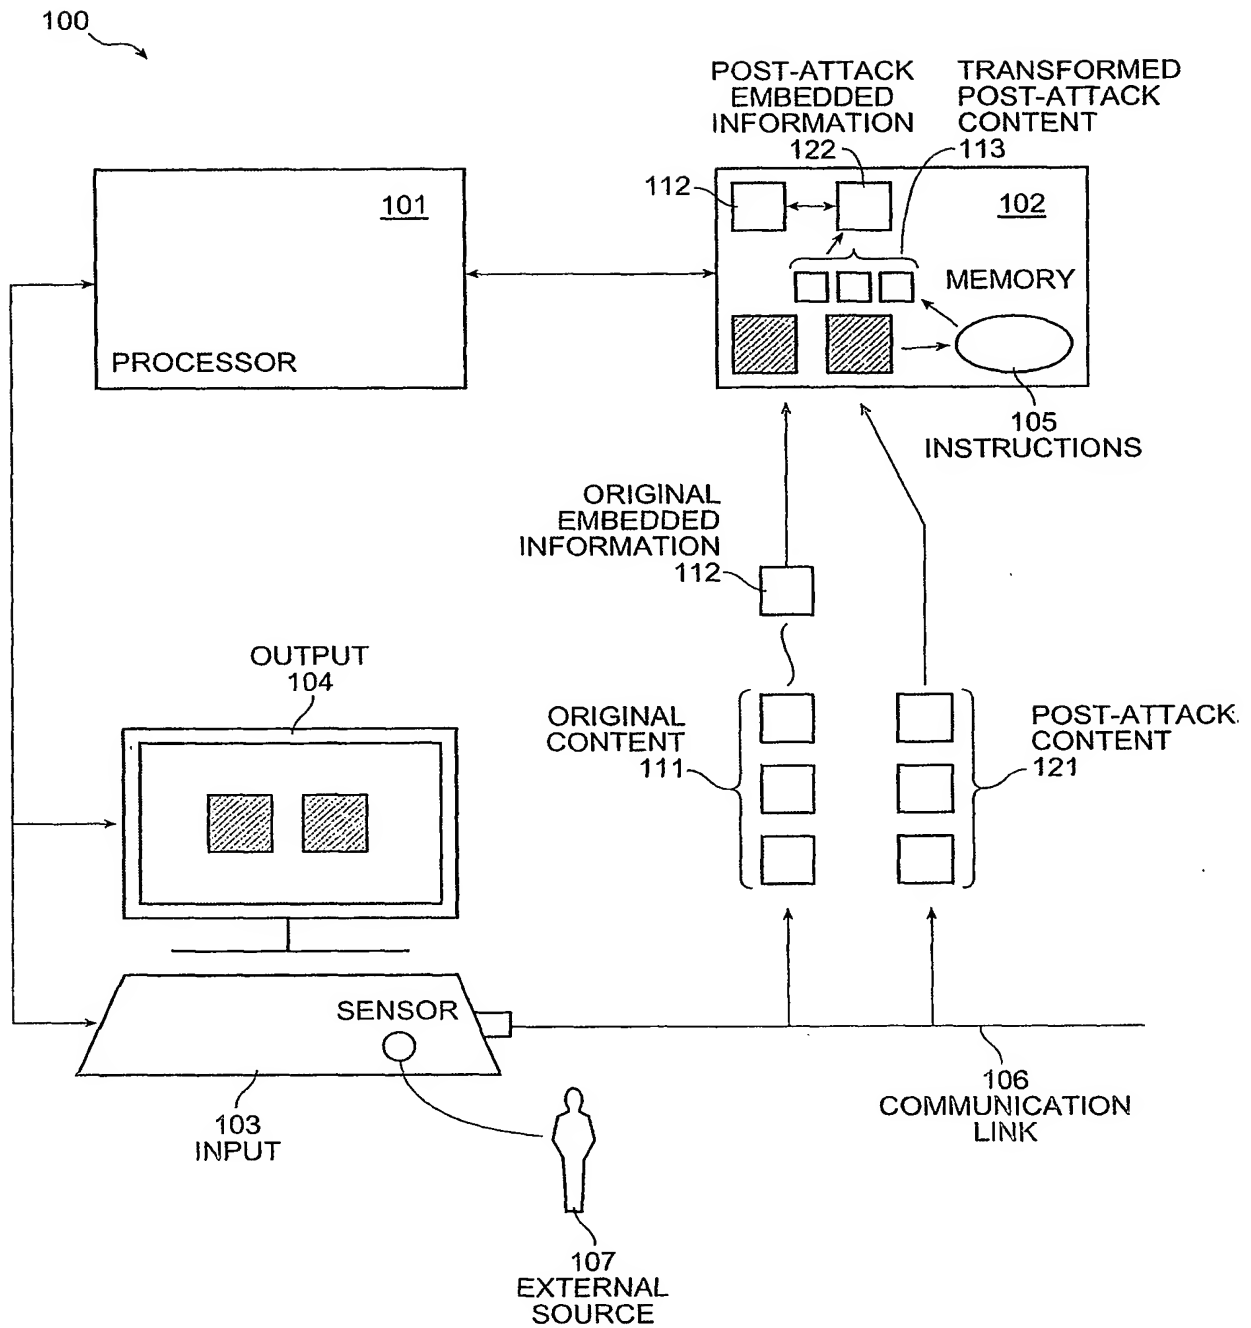 100
POST-ATTACK
EMBEDDED
INFORMATION
122
TRANSFORMED
POST-ATTACK
CONTENT
113
112
101
102
MEMORY
PROCESSOR
105
INSTRUCTIONS
ORIGINAL
EMBEDDED
INFORMATION
112
OUTPUT
104
ORIGINAL
CONTENT
111
POST-ATTACK
CONTENT
121
SENSOR
103
INPUT
106
COMMUNICATION
LINK
107
EXTERNAL
SOURCE